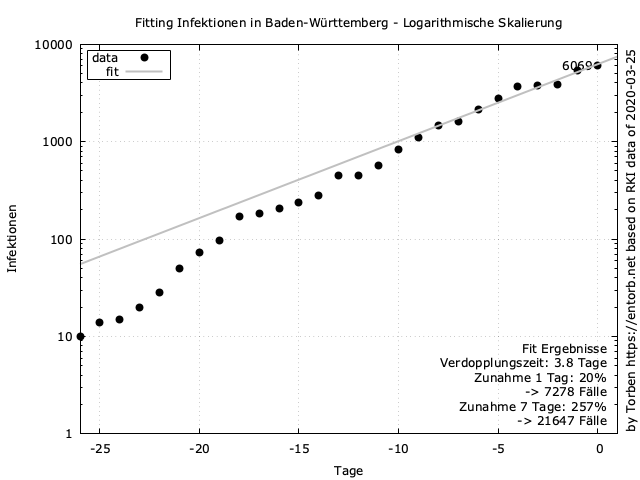 Fitting Infektionen in Baden-Württemberg - Logarithmische Skalierung
10000
1000
100
10
1
Infektionen
data
fit
6069
Fit Ergebnisse
Verdopplungszeit: 3.8 Tage
Zunahme 1 Tag: 20%
-> 7278 Fälle
Zunahme 7 Tage: 257%
-> 21647 Fälle
-25 -20 -15 -10 -5 0
Tage
by Torben https://entorb.net based on RKI data of 2020-03-25